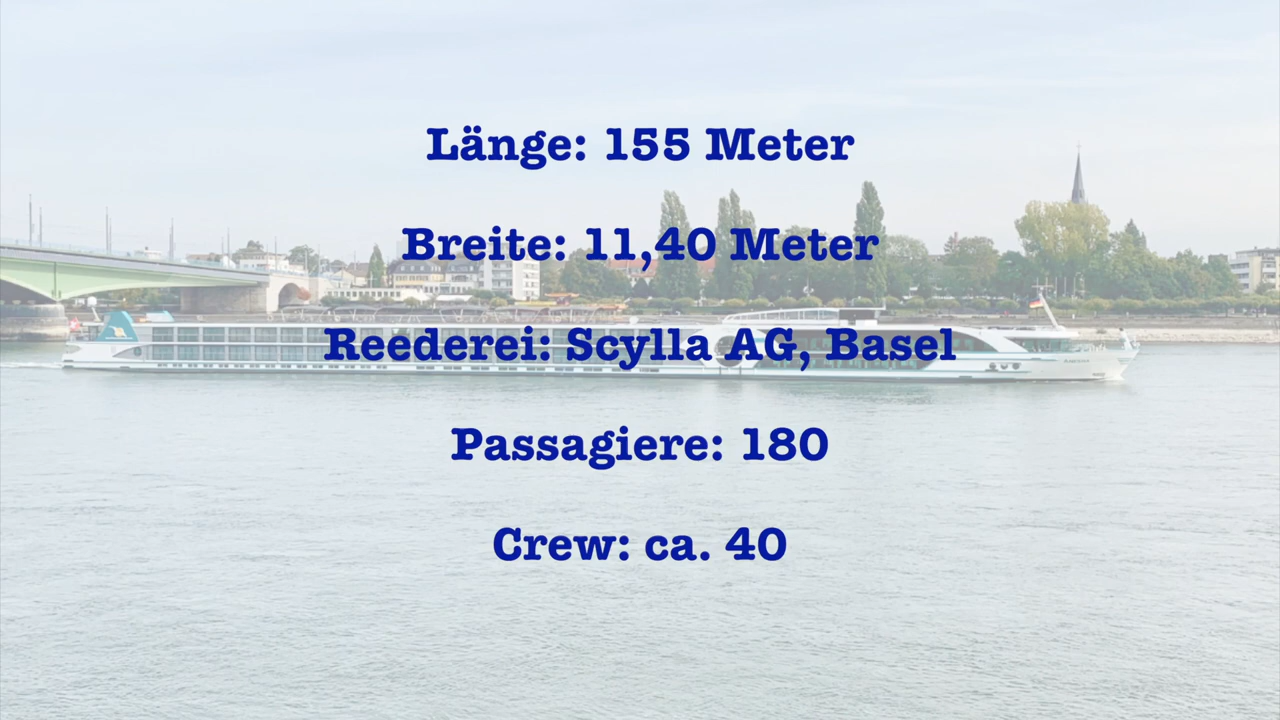 Länge: 155 Meter
Breite: 11,40 Meter
Reederei: Scylla AG, Basel
Passagiere: 180
Crew: ca. 40